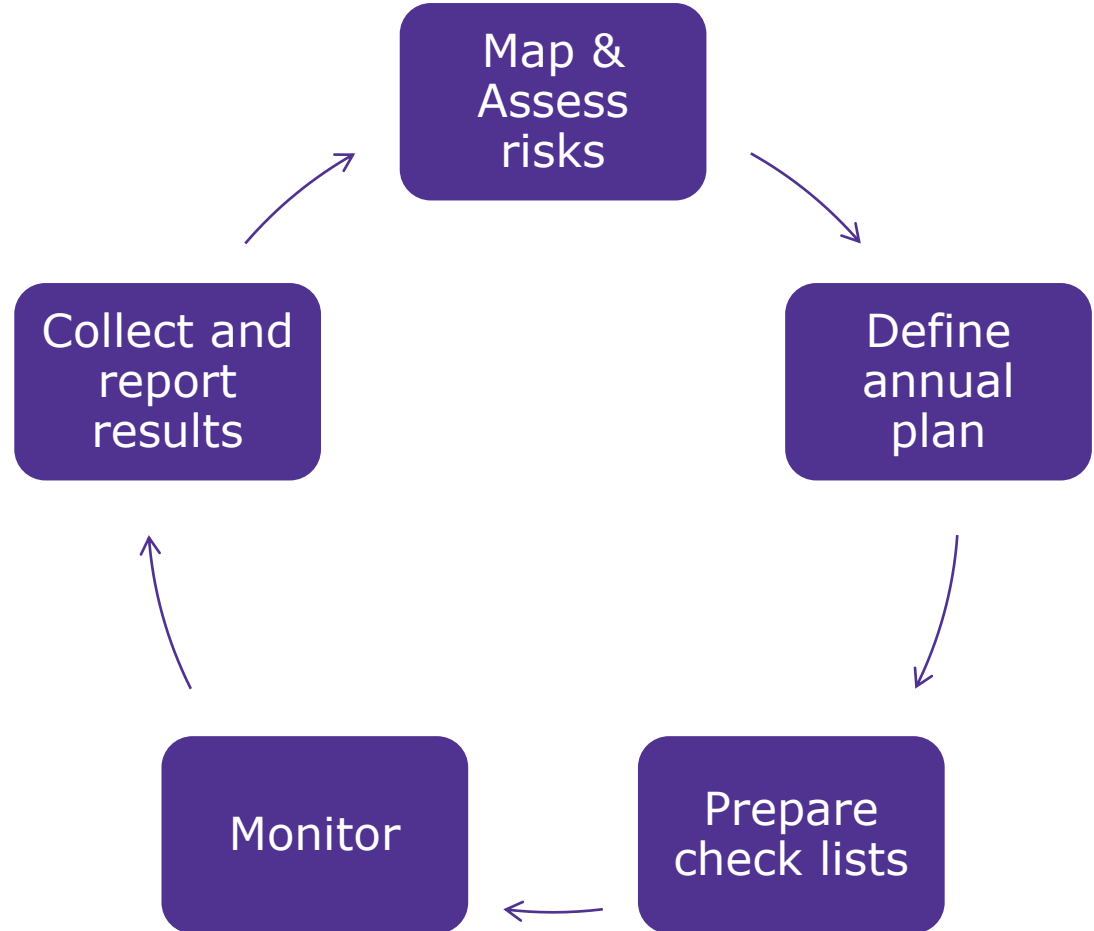 Map &
Assess
risks
Define
annual
plan
Prepare
check lists
Monitor
Collect and
report
results